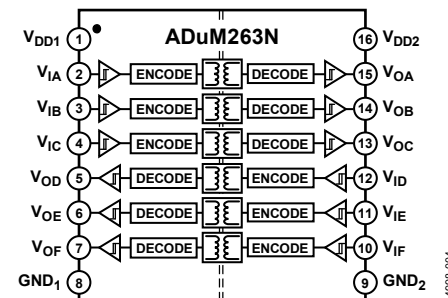 ADuM263N
VDD1 1 16 VDD2
VIA 2 ENCODE DECODE 15 VOA
VIB 3 ENCODE DECODE 14 VOB
VIC 4 ENCODE DECODE 13 VOC
VOD 5 DECODE ENCODE 12 VID
VOE 6 DECODE ENCODE 11 VIE
VOF 7 DECODE ENCODE 10 VIF
GND1 8 9 GND2